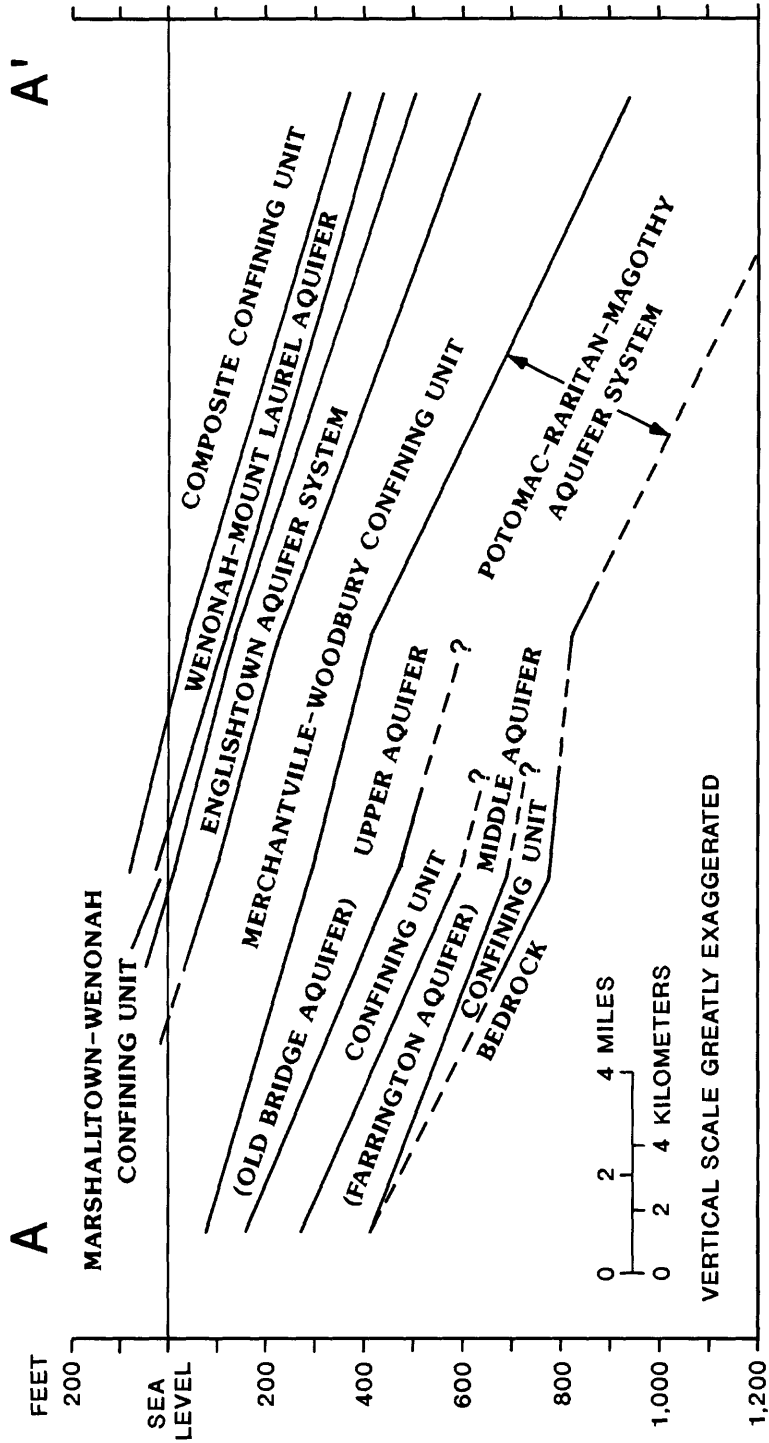 A
A'
FEET
200
SEA
LEVEL
200
400
600
800
1,000
1,200
MARSHALLTOWN-WENONAH
CONFINING UNIT
COMPOSITE CONFINING UNIT
WENONAH-MOUNT LAUREL AQUIFER
ENGLISHTOWN AQUIFER SYSTEM
MERCHANTVILLE-WOODBURY CONFINING UNIT
(OLD BRIDGE AQUIFER)
UPPER AQUIFER
?
CONFINING UNIT
?
(FARRINGTON AQUIFER)
MIDDLE AQUIFER
?
CONFINING UNIT
BEDROCK
POTOMAC-RARITAN-MAGOTHY
AQUIFER SYSTEM
0 2 4 MILES
0 2 4 KILOMETERS
VERTICAL SCALE GREATLY EXAGGERATED